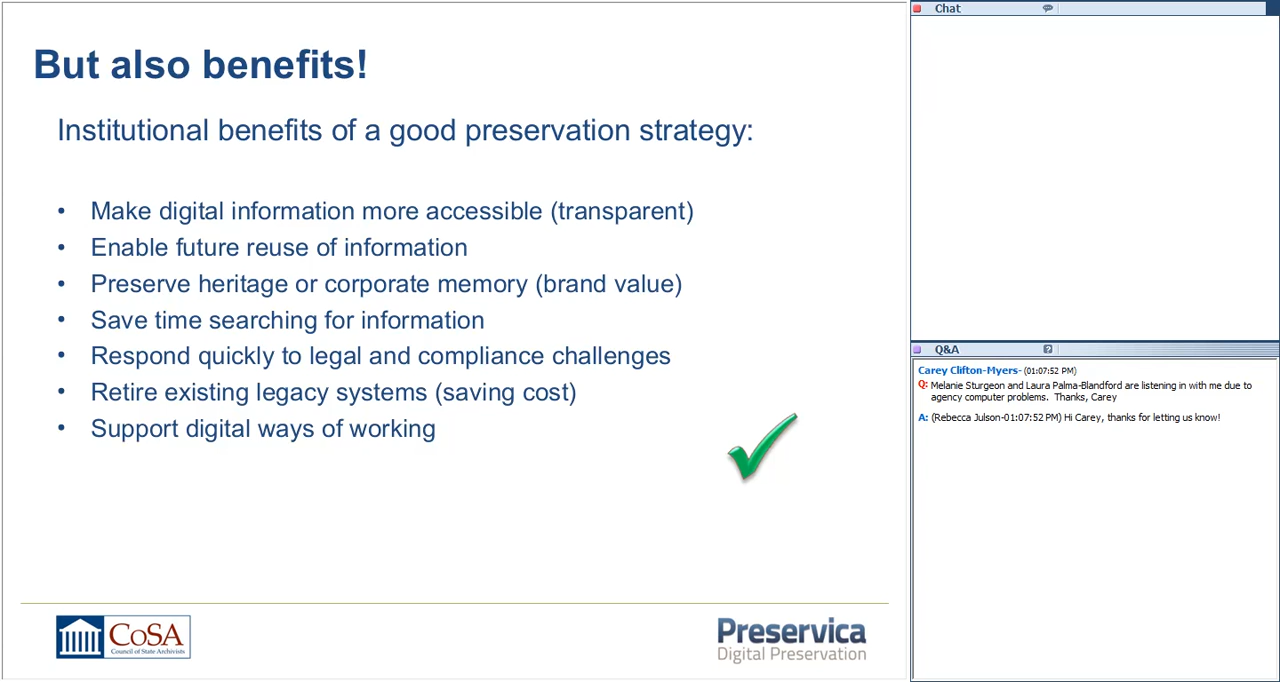 But also benefits!
Institutional benefits of a good preservation strategy:
• Make digital information more accessible (transparent)
• Enable future reuse of information
• Preserve heritage or corporate memory (brand value)
• Save time searching for information
• Respond quickly to legal and compliance challenges
• Retire existing legacy systems (saving cost)
• Support digital ways of working
CoSA
Council of State Archivists
Preservica
Digital Preservation
Chat
Q&A
Carey Clifton-Myers- (01:07:52 PM)
Q: Melanie Sturgeon and Laura Palma-Blandford are listening in with me due to
agency computer problems. Thanks, Carey
A: (Rebecca Julson-01:07:52 PM) Hi Carey, thanks for letting us know!